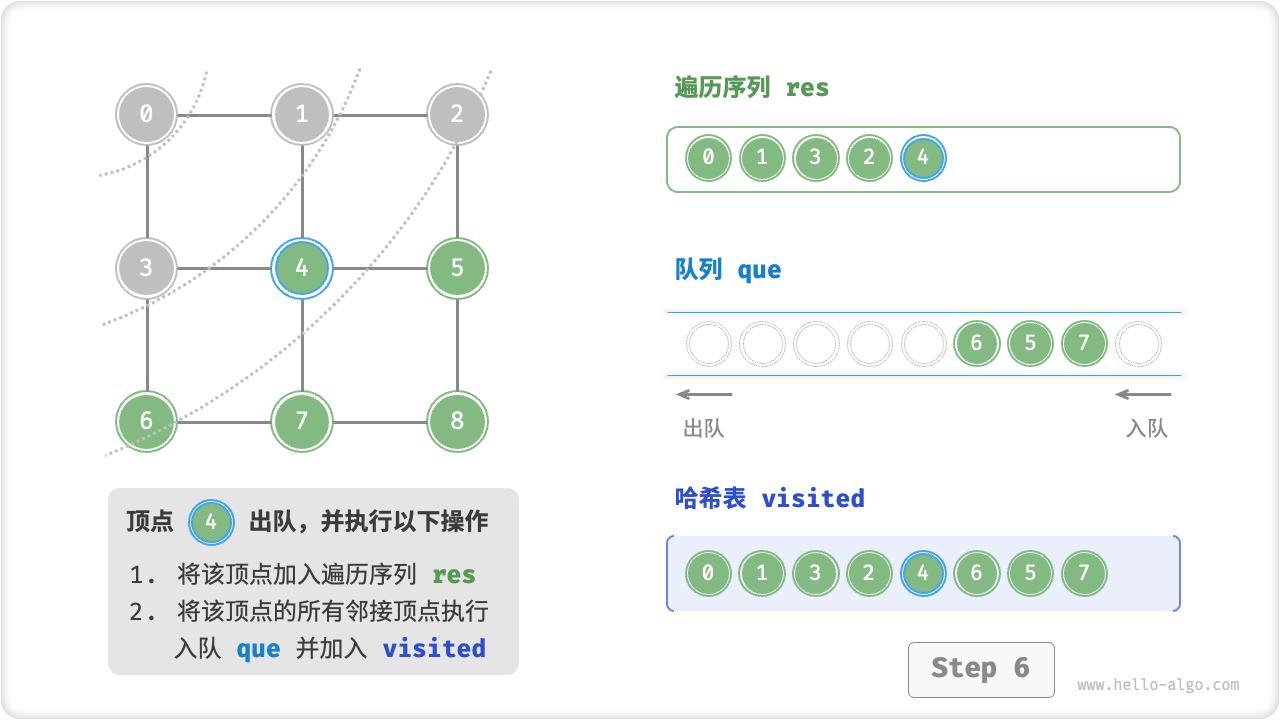 0 1 2
3 4 5
6 7 8
顶点 4 出队，并执行以下操作
1. 将该顶点加入遍历序列 res
2. 将该顶点的所有邻接顶点执行
入队 que 并加入 visited
遍历序列 res
0 1 3 2 4
队列 que
6 5 7
出队 入队
哈希表 visited
0 1 3 2 4 6 5 7
Step 6
www.hello-algo.com